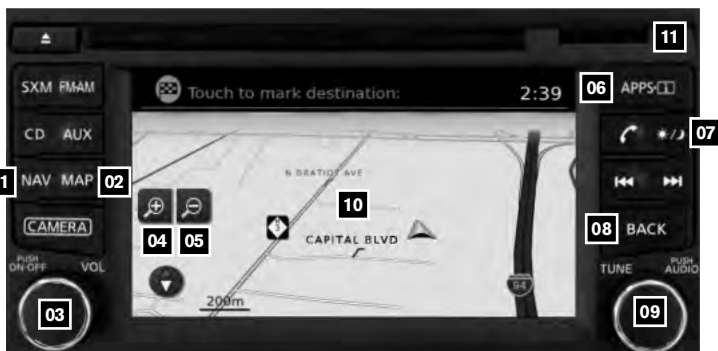 11
SXM FM·AM
Touch to mark destination:
2:39
06 APPS·i
CD AUX
07
1 NAV MAP 02
N GRATIOT AVE
10
3
04 05
CAPITAL BLVD
CAMERA
08 BACK
PUSH
ON·OFF VOL
94
TUNE PUSH
AUDIO
200m
03
09